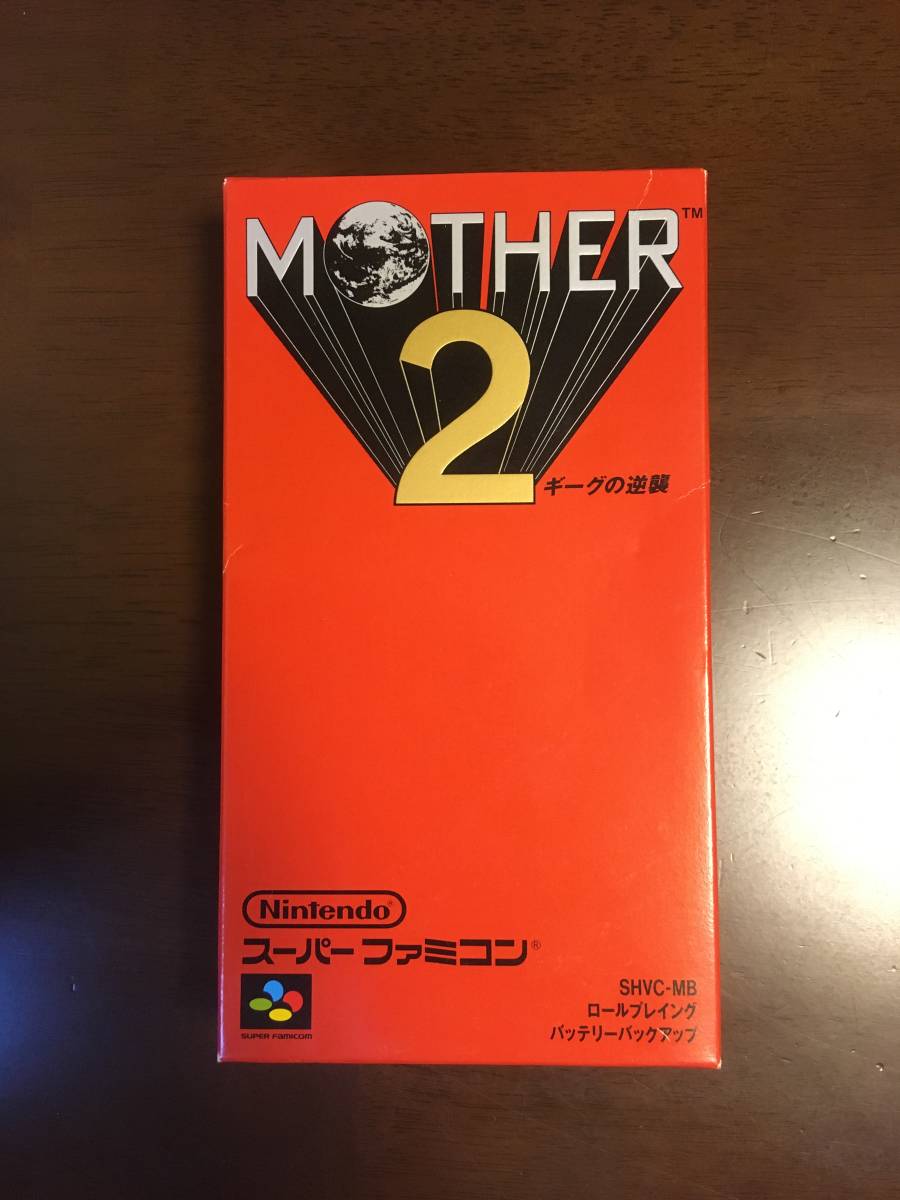 MOTHER™
2
ギーグの逆襲
Nintendo®
スーパーファミコン®
SUPER FAMICOM
SHVC-MB
ロールプレイング
バッテリーバックアップ